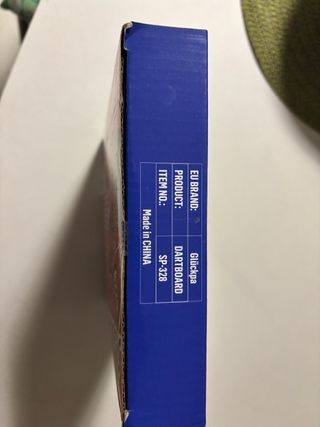 EU BRAND: Glückpa
PRODUCT: DARTBOARD
ITEM NO.: SP-328
Made in CHINA